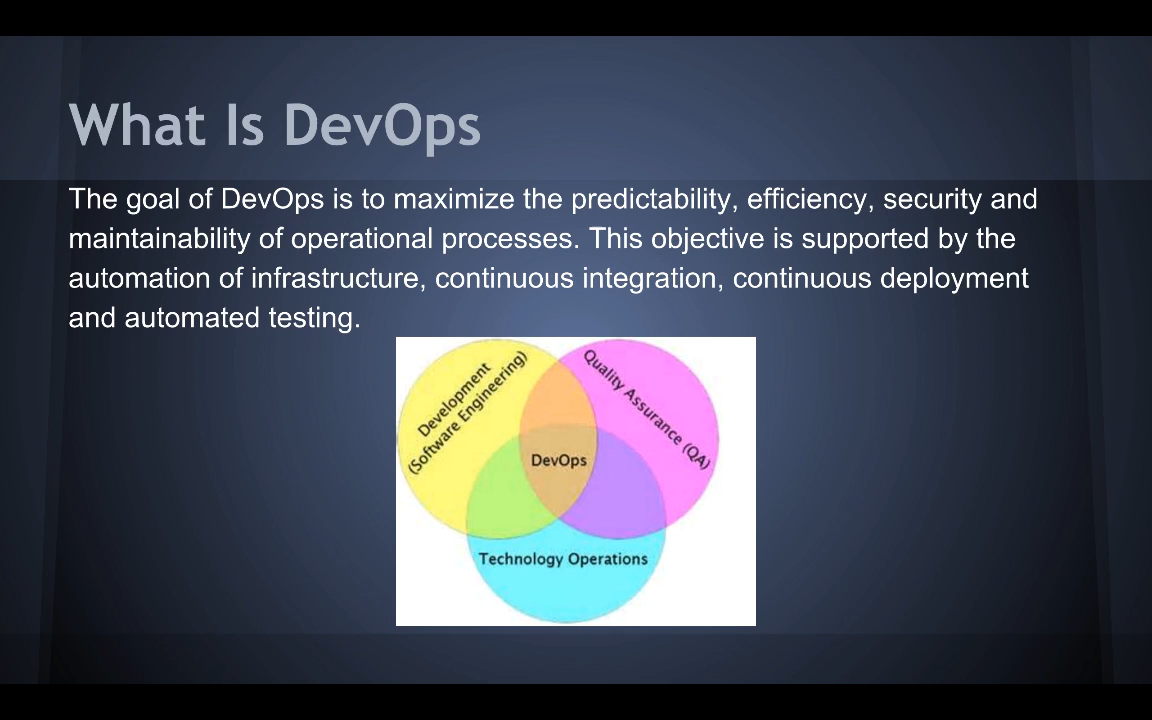 What Is DevOps
The goal of DevOps is to maximize the predictability, efficiency, security and
maintainability of operational processes. This objective is supported by the
automation of infrastructure, continuous integration, continuous deployment
and automated testing.
Development
(Software Engineering)
Quality Assurance (QA)
DevOps
Technology Operations